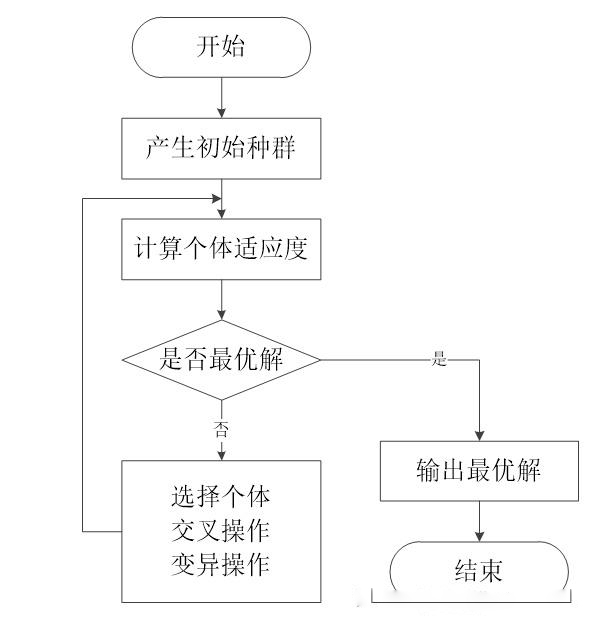 开始
产生初始种群
计算个体适应度
是否最优解
是
否
选择个体
交叉操作
变异操作
输出最优解
结束